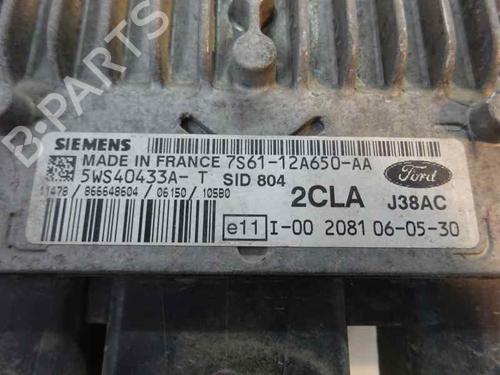 B-PARTS
SIEMENS
MADE IN FRANCE 7S61-12A650-AA
5WS40433A- T SID 804
11478 / 866648604 / 06150 / 10580
2CLA J38AC
Ford
e11 I-00 2081 06-05-30